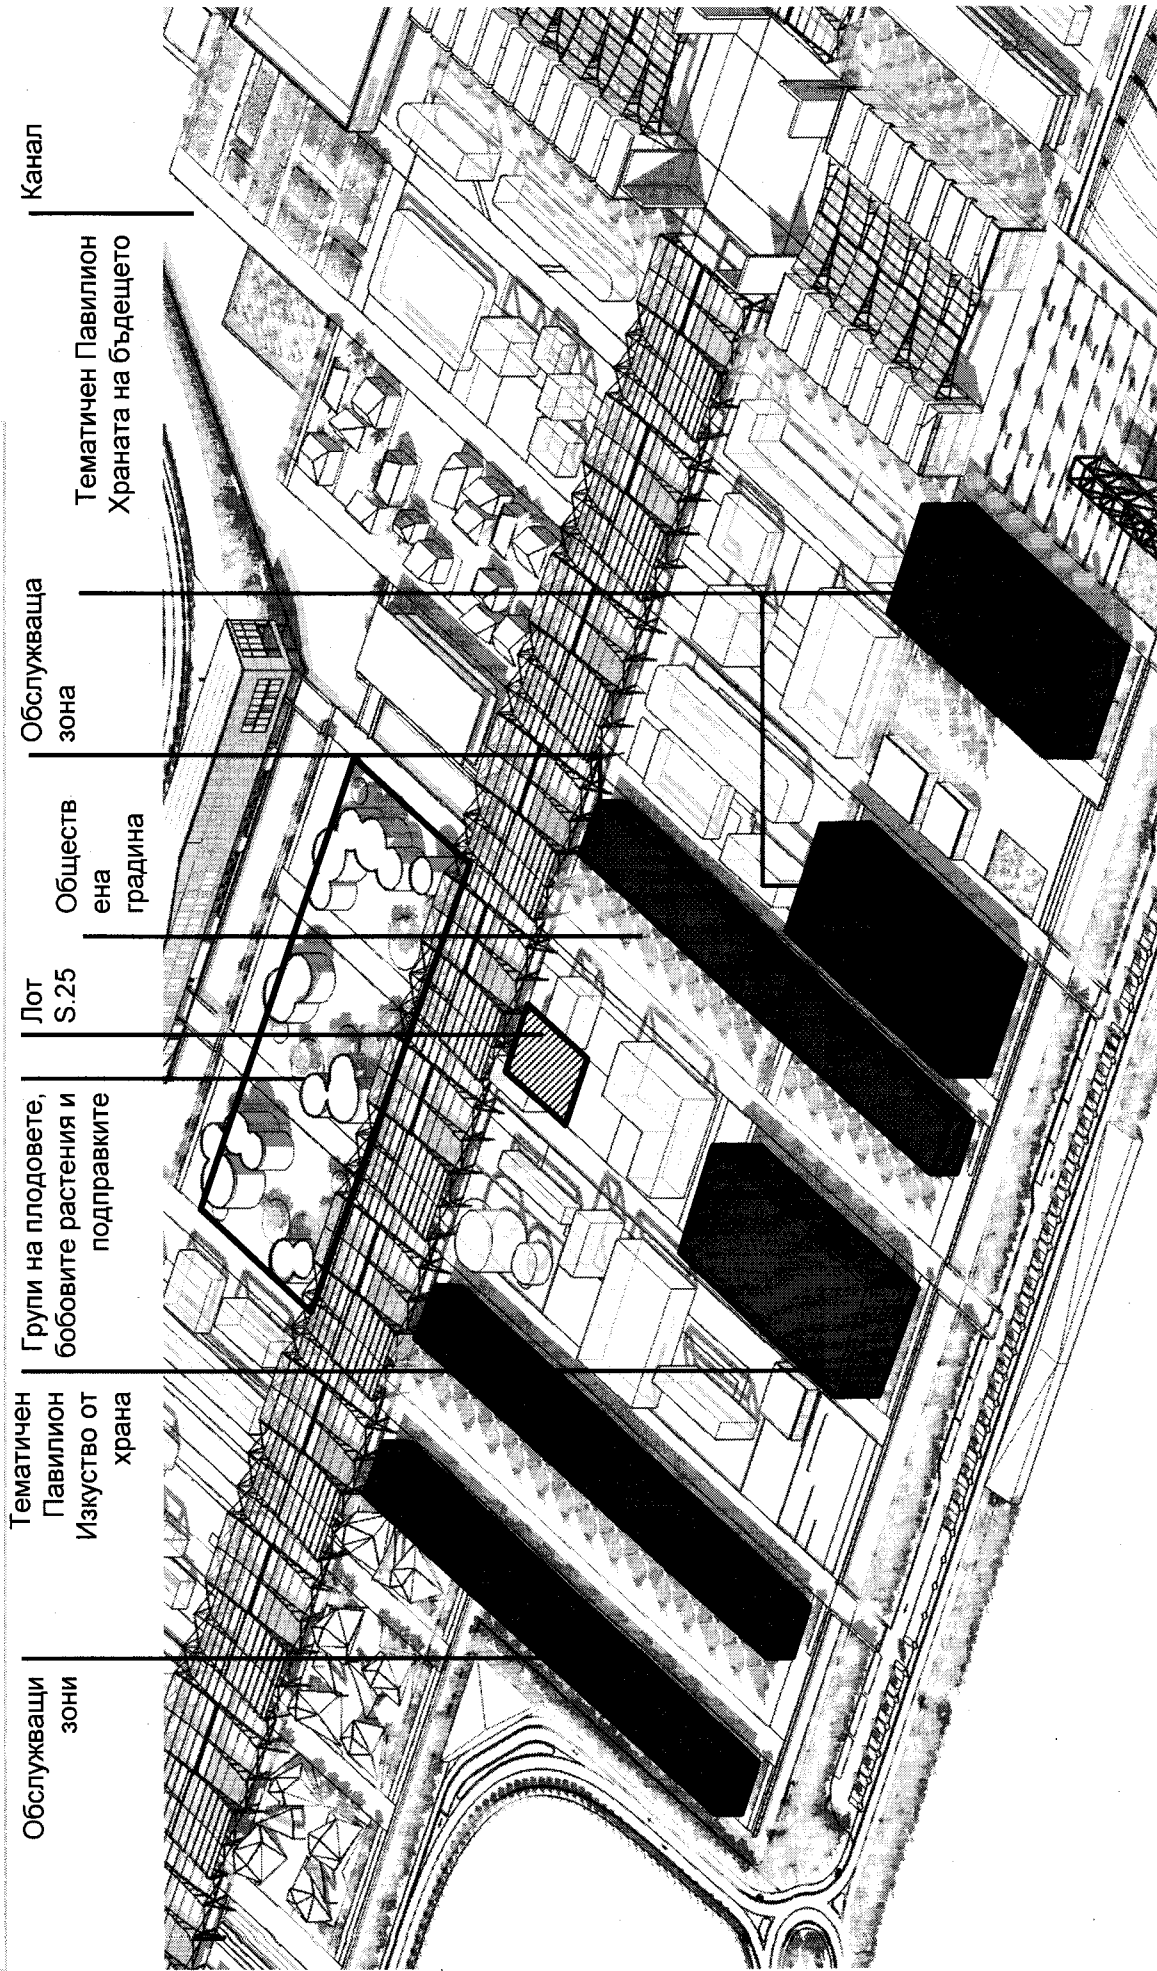 Обслужващи
зони
Тематичен
Павилион
Изкуство от
храна
Групи на плодовете,
бобовите растения и
подправките
Лот
S.25
Обществ
ена
градина
Обслужваща
зона
Тематичен Павилион
Храната на бъдещето
Канал